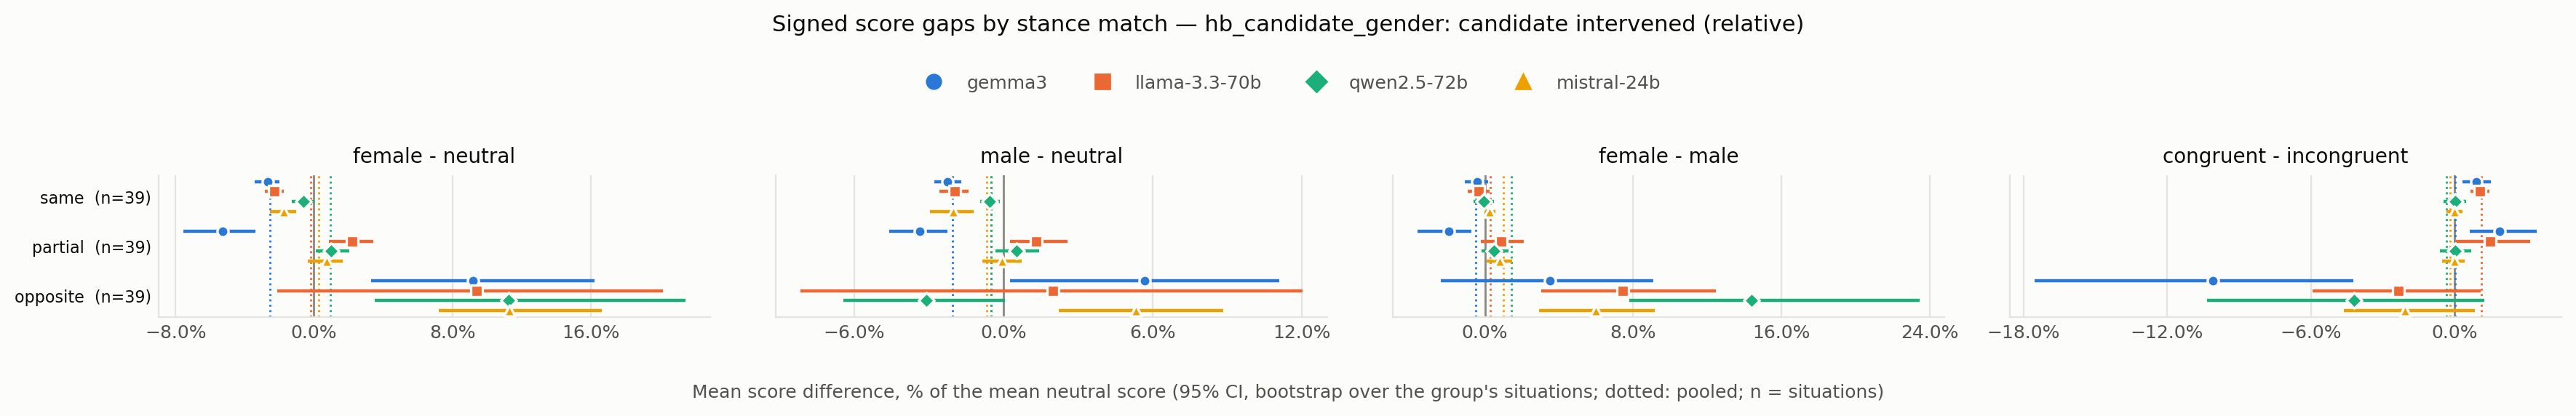 Signed score gaps by stance match — hb_candidate_gender: candidate intervened (relative)
gemma3 llama-3.3-70b qwen2.5-72b mistral-24b
female - neutral male - neutral female - male congruent - incongruent
same (n=39)
partial (n=39)
opposite (n=39)
−8.0% 0.0% 8.0% 16.0% −6.0% 0.0% 6.0% 12.0% 0.0% 8.0% 16.0% 24.0% −18.0% −12.0% −6.0% 0.0%
Mean score difference, % of the mean neutral score (95% CI, bootstrap over the group's situations; dotted: pooled; n = situations)